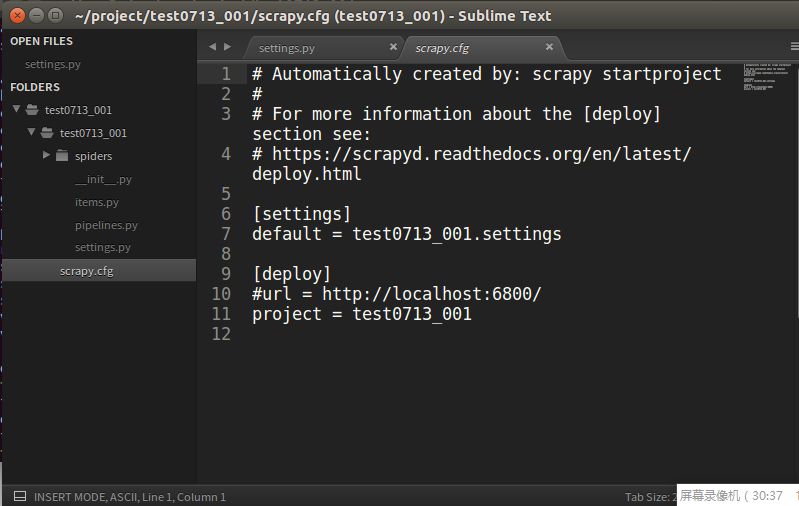 ~/project/test0713_001/scrapy.cfg (test0713_001) - Sublime Text
OPEN FILES
settings.py
FOLDERS
test0713_001
test0713_001
spiders
__init__.py
items.py
pipelines.py
settings.py
scrapy.cfg
settings.py
scrapy.cfg
1 # Automatically created by: scrapy startproject
2 #
3 # For more information about the [deploy]
section see:
4 # https://scrapyd.readthedocs.org/en/latest/
deploy.html
5
6 [settings]
7 default = test0713_001.settings
8
9 [deploy]
10 #url = http://localhost:6800/
11 project = test0713_001
12
INSERT MODE, ASCII, Line 1, Column 1
Tab Size:
屏幕录像机 ( 30:37